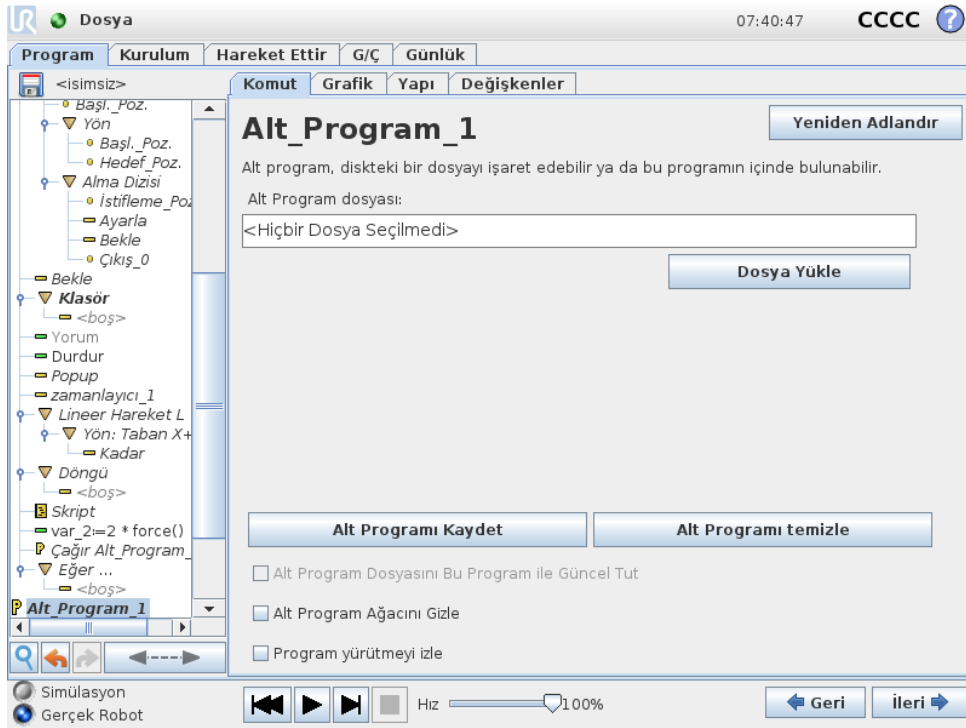 UR Dosya 07:40:47 CCCC ?
Program Kurulum Hareket Ettir G/Ç Günlük
<isimsiz>
Komut Grafik Yapı Değişkenler
Başl._Poz.
Yön
Başl._Poz.
Hedef_Poz.
Alma Dizisi
İstifleme_Poz
Ayarla
Bekle
Çıkış_0
Bekle
Klasör
<boş>
Yorum
Durdur
Popup
zamanlayıcı_1
Lineer Hareket L
Yön: Taban X+
Kadar
Döngü
<boş>
Skript
var_2:=2 * force()
Çağır Alt_Program_
Eğer ...
<boş>
Alt_Program_1
Alt_Program_1
Yeniden Adlandır
Alt program, diskteki bir dosyayı işaret edebilir ya da bu programın içinde bulunabilir.
Alt Program dosyası:
<Hiçbir Dosya Seçilmedi>
Dosya Yükle
Alt Programı Kaydet Alt Programı temizle
Alt Program Dosyasını Bu Program ile Güncel Tut
Alt Program Ağacını Gizle
Program yürütmeyi izle
Simülasyon
Gerçek Robot
Hız 100%
Geri İleri